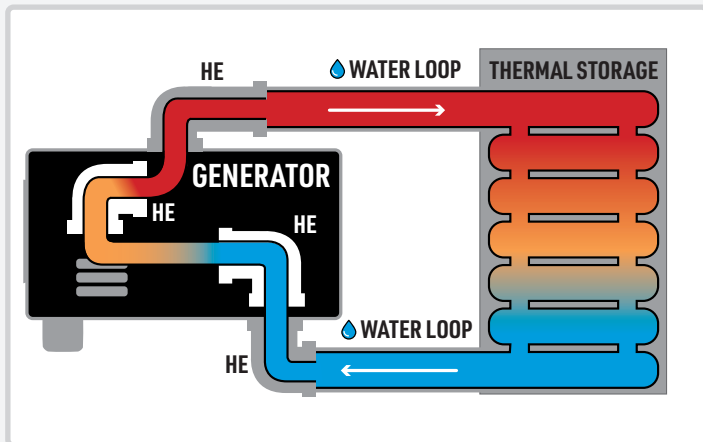 HE
WATER LOOP
THERMAL STORAGE
GENERATOR
HE
HE
WATER LOOP
HE